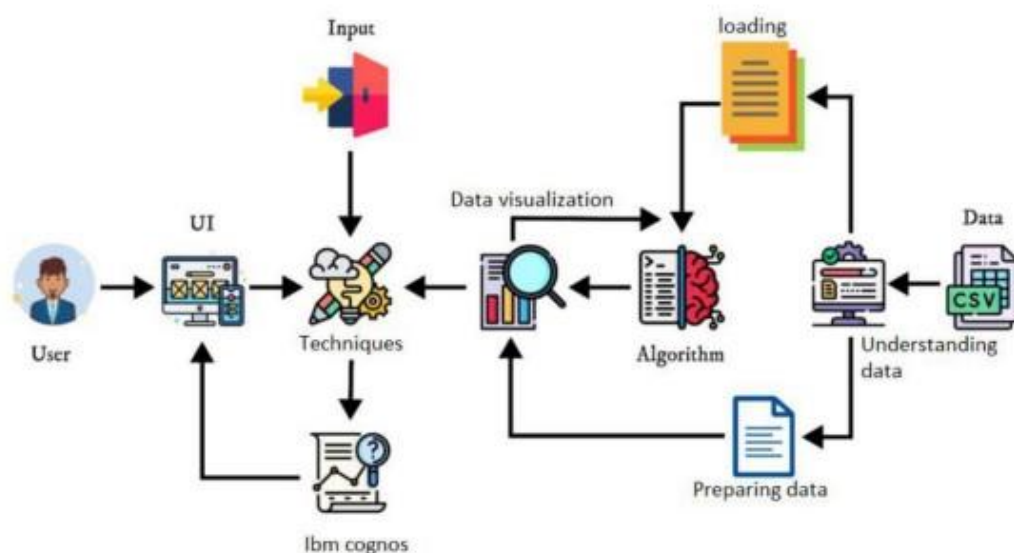 Input
loading
Data visualization
UI
Data
>_
CSV
User
Techniques
Algorithm
Understanding
data
?
Preparing data
Ibm cognos